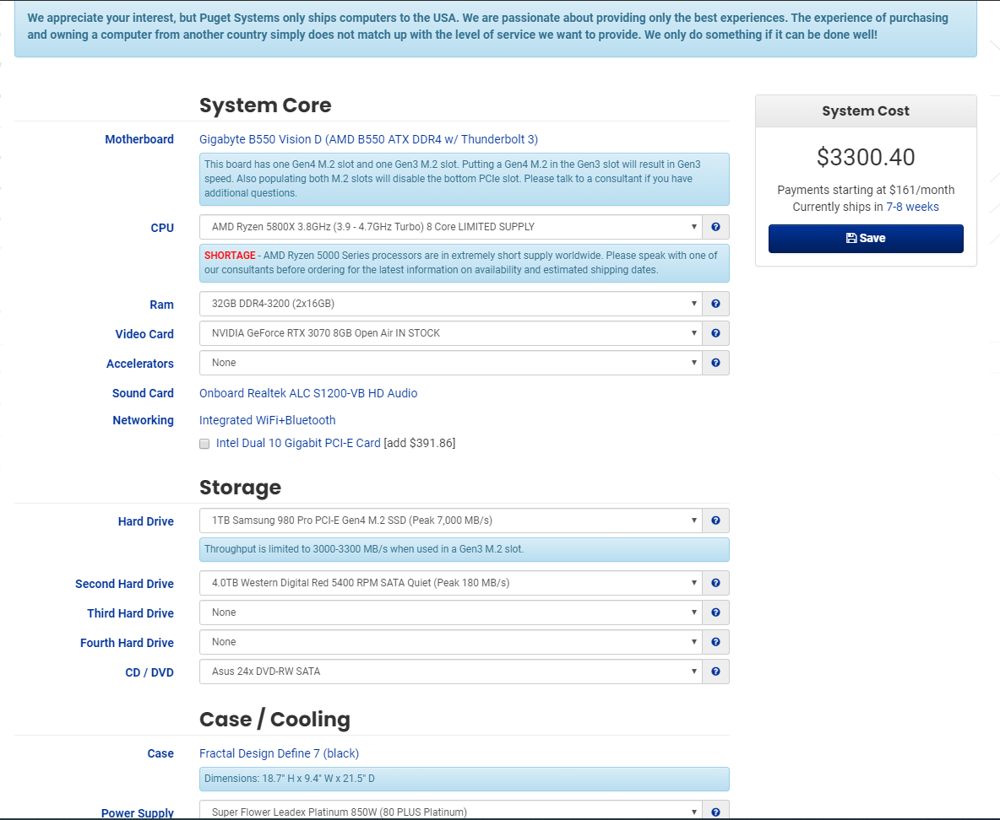 We appreciate your interest, but Puget Systems only ships computers to the USA. We are passionate about providing only the best experiences. The experience of purchasing
and owning a computer from another country simply does not match up with the level of service we want to provide. We only do something if it can be done well!
System Core
Motherboard
Gigabyte B550 Vision D (AMD B550 ATX DDR4 w/ Thunderbolt 3)
This board has one Gen4 M.2 slot and one Gen3 M.2 slot. Putting a Gen4 M.2 in the Gen3 slot will result in Gen3
speed. Also populating both M.2 slots will disable the bottom PCIe slot. Please talk to a consultant if you have
additional questions.
CPU
AMD Ryzen 5800X 3.8GHz (3.9 - 4.7GHz Turbo) 8 Core LIMITED SUPPLY
SHORTAGE - AMD Ryzen 5000 Series processors are in extremely short supply worldwide. Please speak with one of
our consultants before ordering for the latest information on availability and estimated shipping dates.
Ram
32GB DDR4-3200 (2x16GB)
Video Card
NVIDIA GeForce RTX 3070 8GB Open Air IN STOCK
Accelerators
None
Sound Card
Onboard Realtek ALC S1200-VB HD Audio
Networking
Integrated WiFi+Bluetooth
Intel Dual 10 Gigabit PCI-E Card [add $391.86]
Storage
Hard Drive
1TB Samsung 980 Pro PCI-E Gen4 M.2 SSD (Peak 7,000 MB/s)
Throughput is limited to 3000-3300 MB/s when used in a Gen3 M.2 slot.
Second Hard Drive
4.0TB Western Digital Red 5400 RPM SATA Quiet (Peak 180 MB/s)
Third Hard Drive
None
Fourth Hard Drive
None
CD / DVD
Asus 24x DVD-RW SATA
Case / Cooling
Case
Fractal Design Define 7 (black)
Dimensions: 18.7" H x 9.4" W x 21.5" D
Power Supply
Super Flower Leadex Platinum 850W (80 PLUS Platinum)
System Cost
$3300.40
Payments starting at $161/month
Currently ships in 7-8 weeks
Save